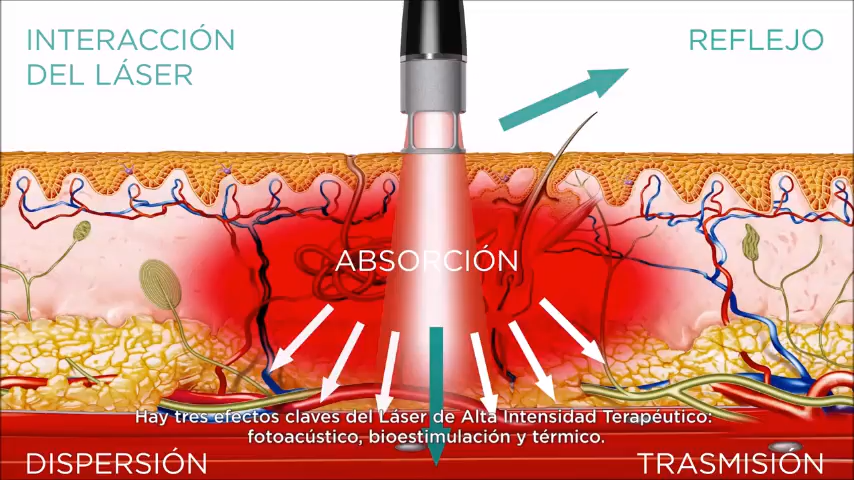 INTERACCIÓN
DEL LÁSER
REFLEJO
ABSORCIÓN
Hay tres efectos claves del Láser de Alta Intensidad Terapéutico:
fotoacústico, bioestimulación y térmico.
DISPERSIÓN
TRASMISIÓN